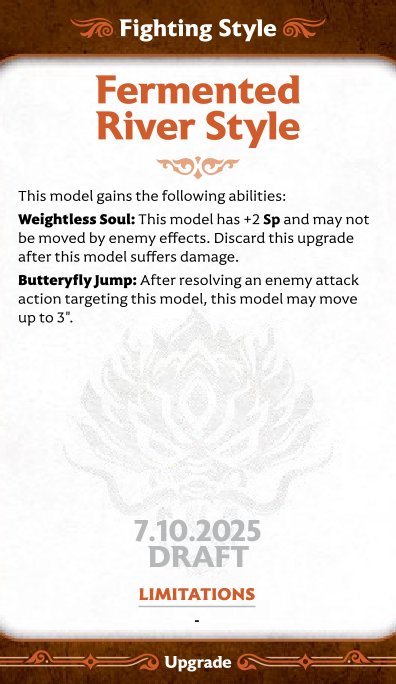 Fighting Style
Fermented
River Style
This model gains the following abilities:
Weightless Soul: This model has +2 Sp and may not
be moved by enemy effects. Discard this upgrade
after this model suffers damage.
Butteryfly Jump: After resolving an enemy attack
action targeting this model, this model may move
up to 3".
7.10.2025
DRAFT
LIMITATIONS
-
Upgrade